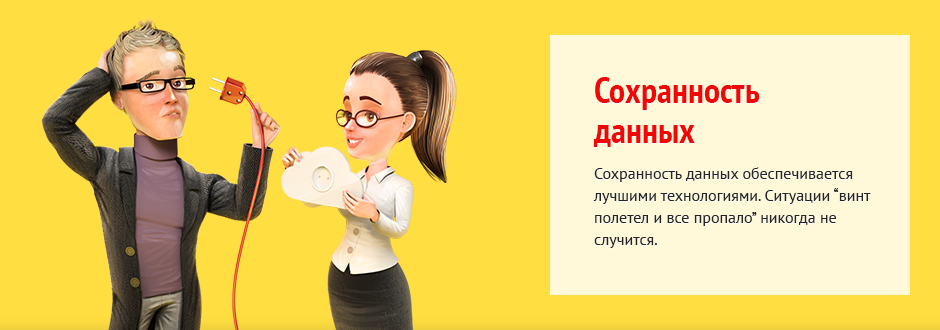 Сохранность
данных
Сохранность данных обеспечивается
лучшими технологиями. Ситуации “винт
полетел и все пропало” никогда не
случится.